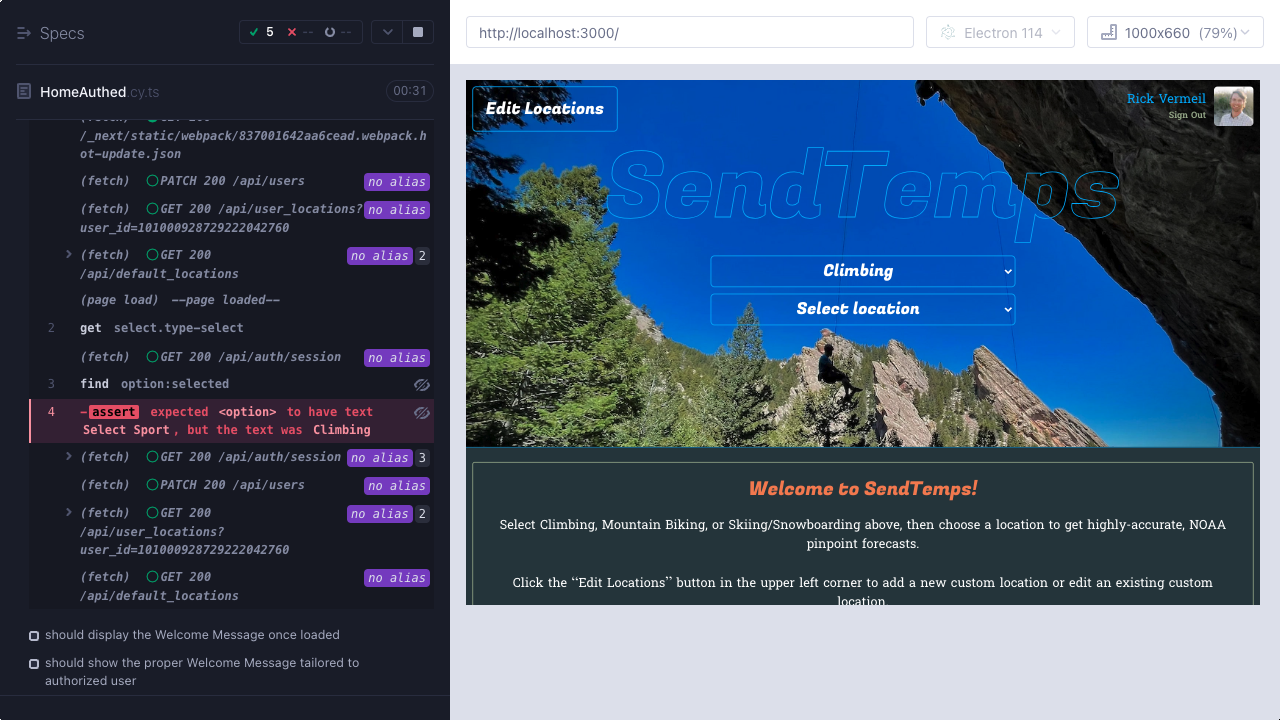 Specs
5
--
--
HomeAuthed.cy.ts
00:31
(fetch) GET 200
/_next/static/webpack/837001642aa6cead.webpack.h
ot-update.json
(fetch) PATCH 200 /api/users no alias
(fetch) GET 200 /api/user_locations? no alias
user_id=101000928729222042760
(fetch) GET 200 no alias 2
/api/default_locations
(page load) --page loaded--
2 get select.type-select
(fetch) GET 200 /api/auth/session no alias
3 find option:selected
4 -assert expected <option> to have text
Select Sport, but the text was Climbing
(fetch) GET 200 /api/auth/session no alias 3
(fetch) PATCH 200 /api/users no alias
(fetch) GET 200 no alias 2
/api/user_locations?
user_id=101000928729222042760
(fetch) GET 200 no alias
/api/default_locations
should display the Welcome Message once loaded
should show the proper Welcome Message tailored to
authorized user
http://localhost:3000/
Electron 114
1000x660 (79%)
Edit Locations
Rick Vermeil
Sign Out
SendTemps
Climbing
Select location
Welcome to SendTemps!
Select Climbing, Mountain Biking, or Skiing/Snowboarding above, then choose a location to get highly-accurate, NOAA
pinpoint forecasts.
Click the “Edit Locations” button in the upper left corner to add a new custom location or edit an existing custom
location.